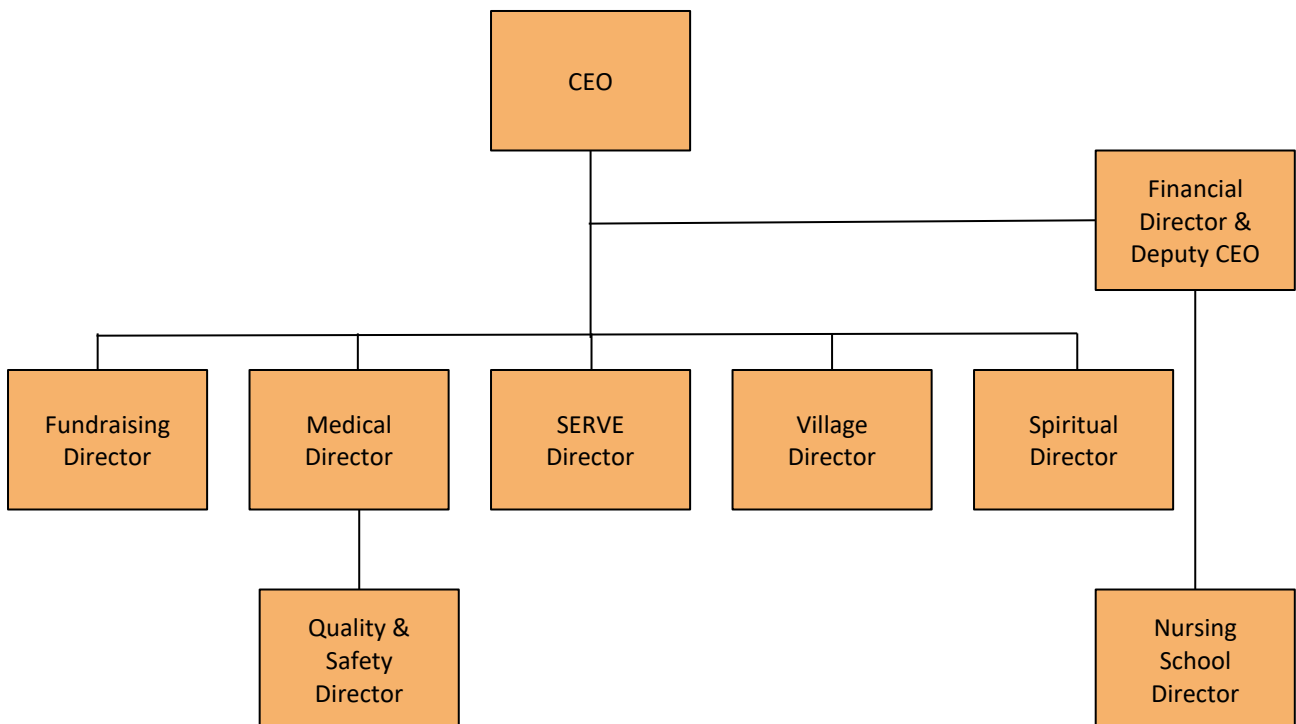 CEO
Financial
Director &
Deputy CEO
Fundraising
Director
Medical
Director
SERVE
Director
Village
Director
Spiritual
Director
Quality &
Safety
Director
Nursing
School
Director